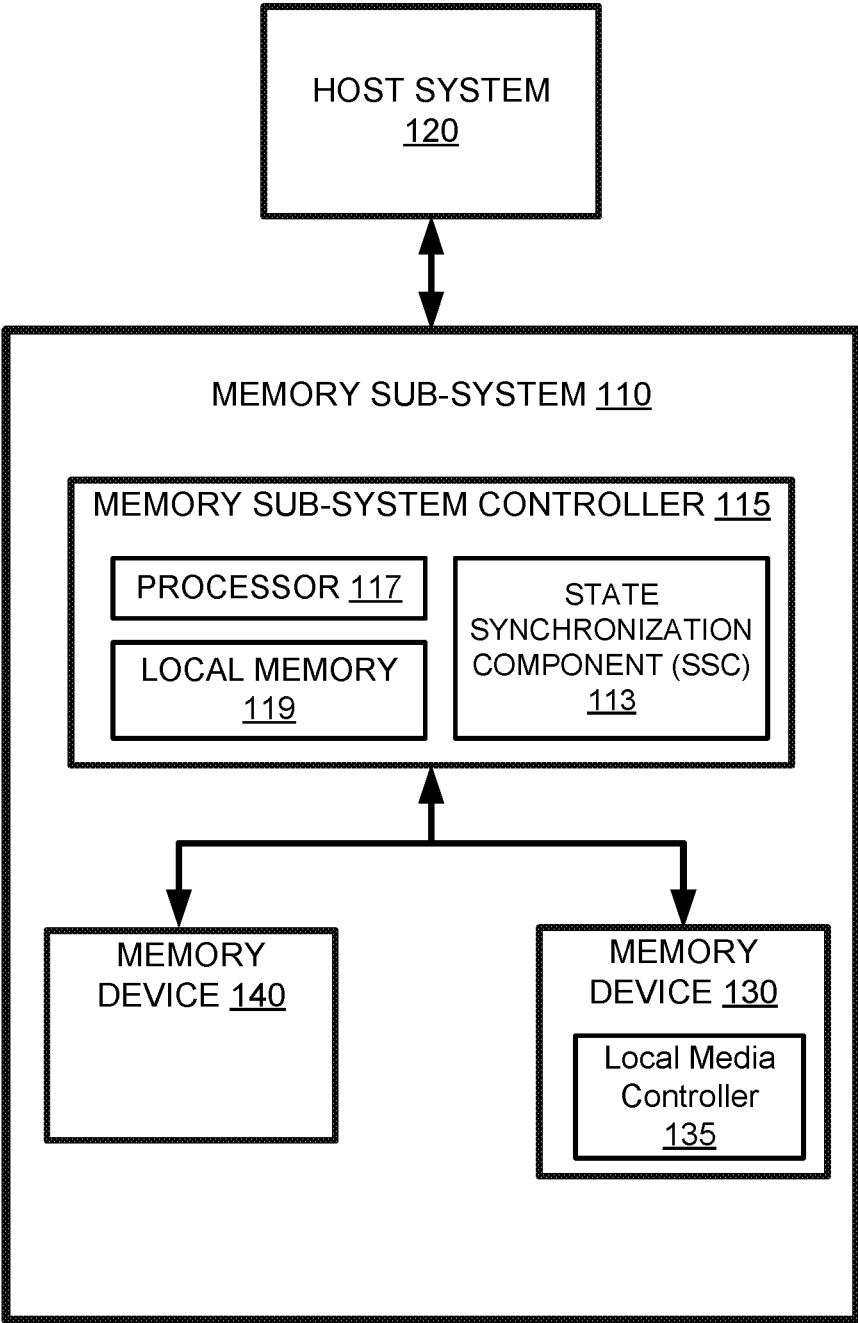 HOST SYSTEM
120
MEMORY SUB-SYSTEM 110
MEMORY SUB-SYSTEM CONTROLLER 115
PROCESSOR 117
LOCAL MEMORY
119
STATE
SYNCHRONIZATION
COMPONENT (SSC)
113
MEMORY
DEVICE 140
MEMORY
DEVICE 130
Local Media
Controller
135